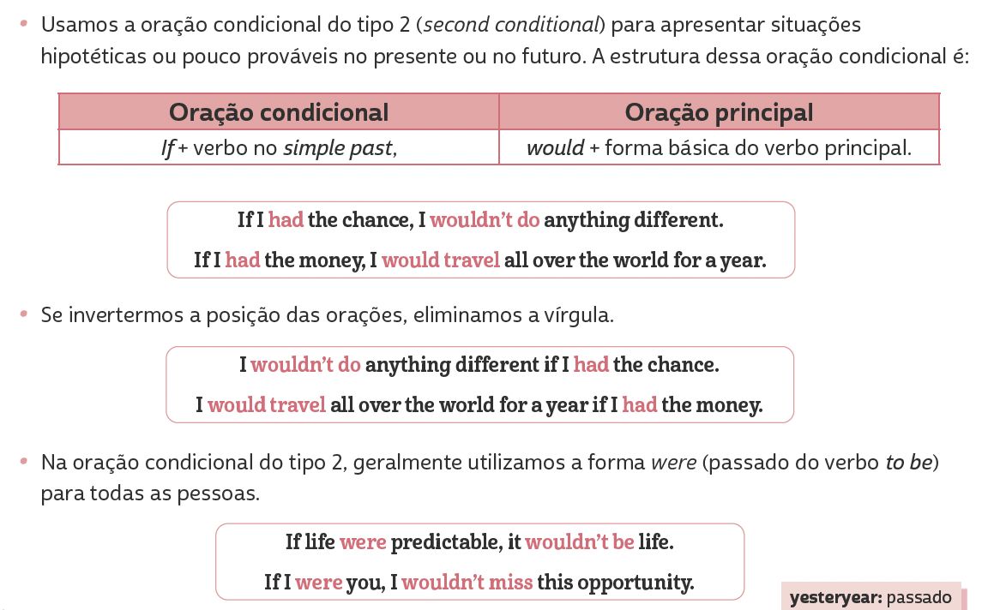 • Usamos a oração condicional do tipo 2 (second conditional) para apresentar situações
hipotéticas ou pouco prováveis no presente ou no futuro. A estrutura dessa oração condicional é:
Oração condicional Oração principal
If + verbo no simple past, would + forma básica do verbo principal.
If I had the chance, I wouldn't do anything different.
If I had the money, I would travel all over the world for a year.
• Se invertermos a posição das orações, eliminamos a vírgula.
I wouldn't do anything different if I had the chance.
I would travel all over the world for a year if I had the money.
• Na oração condicional do tipo 2, geralmente utilizamos a forma were (passado do verbo to be)
para todas as pessoas.
If life were predictable, it wouldn't be life.
If I were you, I wouldn't miss this opportunity.
yesteryear: passado